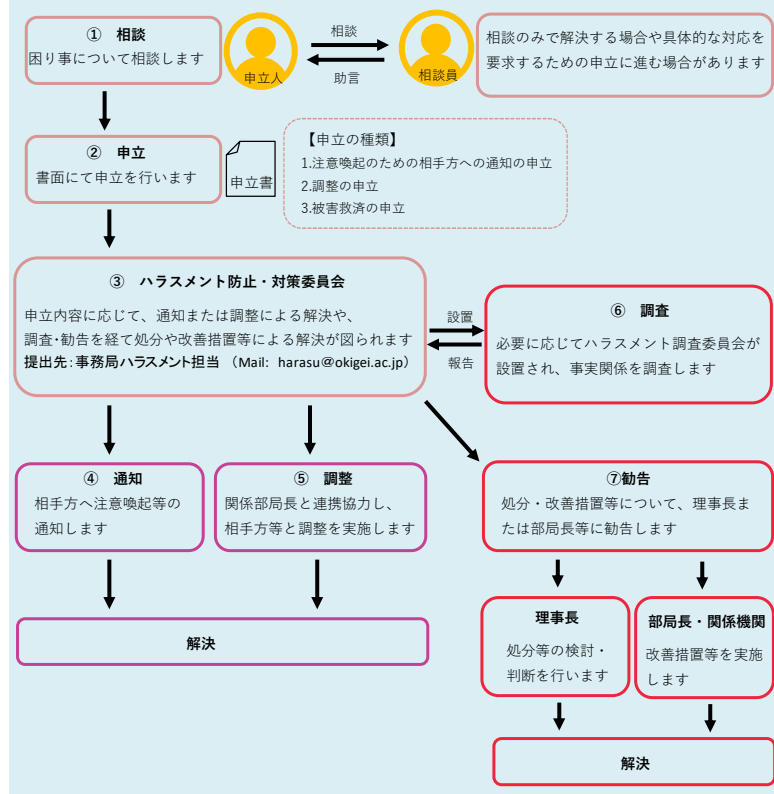 ① 相談
困り事について相談します
申立人
相談
助言
相談員
相談のみで解決する場合や具体的な対応を
要求するための申立に進む場合があります
② 申立
書面にて申立を行います
申立書
【申立の種類】
1.注意喚起のための相手方への通知の申立
2.調整の申立
3.被害救済の申立
③ ハラスメント防止・対策委員会
申立内容に応じて、通知または調整による解決や、
調査・勧告を経て処分や改善措置等による解決が図られます
提出先：事務局ハラスメント担当 （Mail: harasu@okigei.ac.jp）
設置
報告
⑥ 調査
必要に応じてハラスメント調査委員会が
設置され、事実関係を調査します
④ 通知
相手方へ注意喚起等の
通知します
⑤ 調整
関係部局長と連携協力し、
相手方等と調整を実施します
⑦勧告
処分・改善措置等について、理事長ま
たは部局長等に勧告します
解決
理事長
処分等の検討・
判断を行います
部局長・関係機関
改善措置等を実施
します
解決